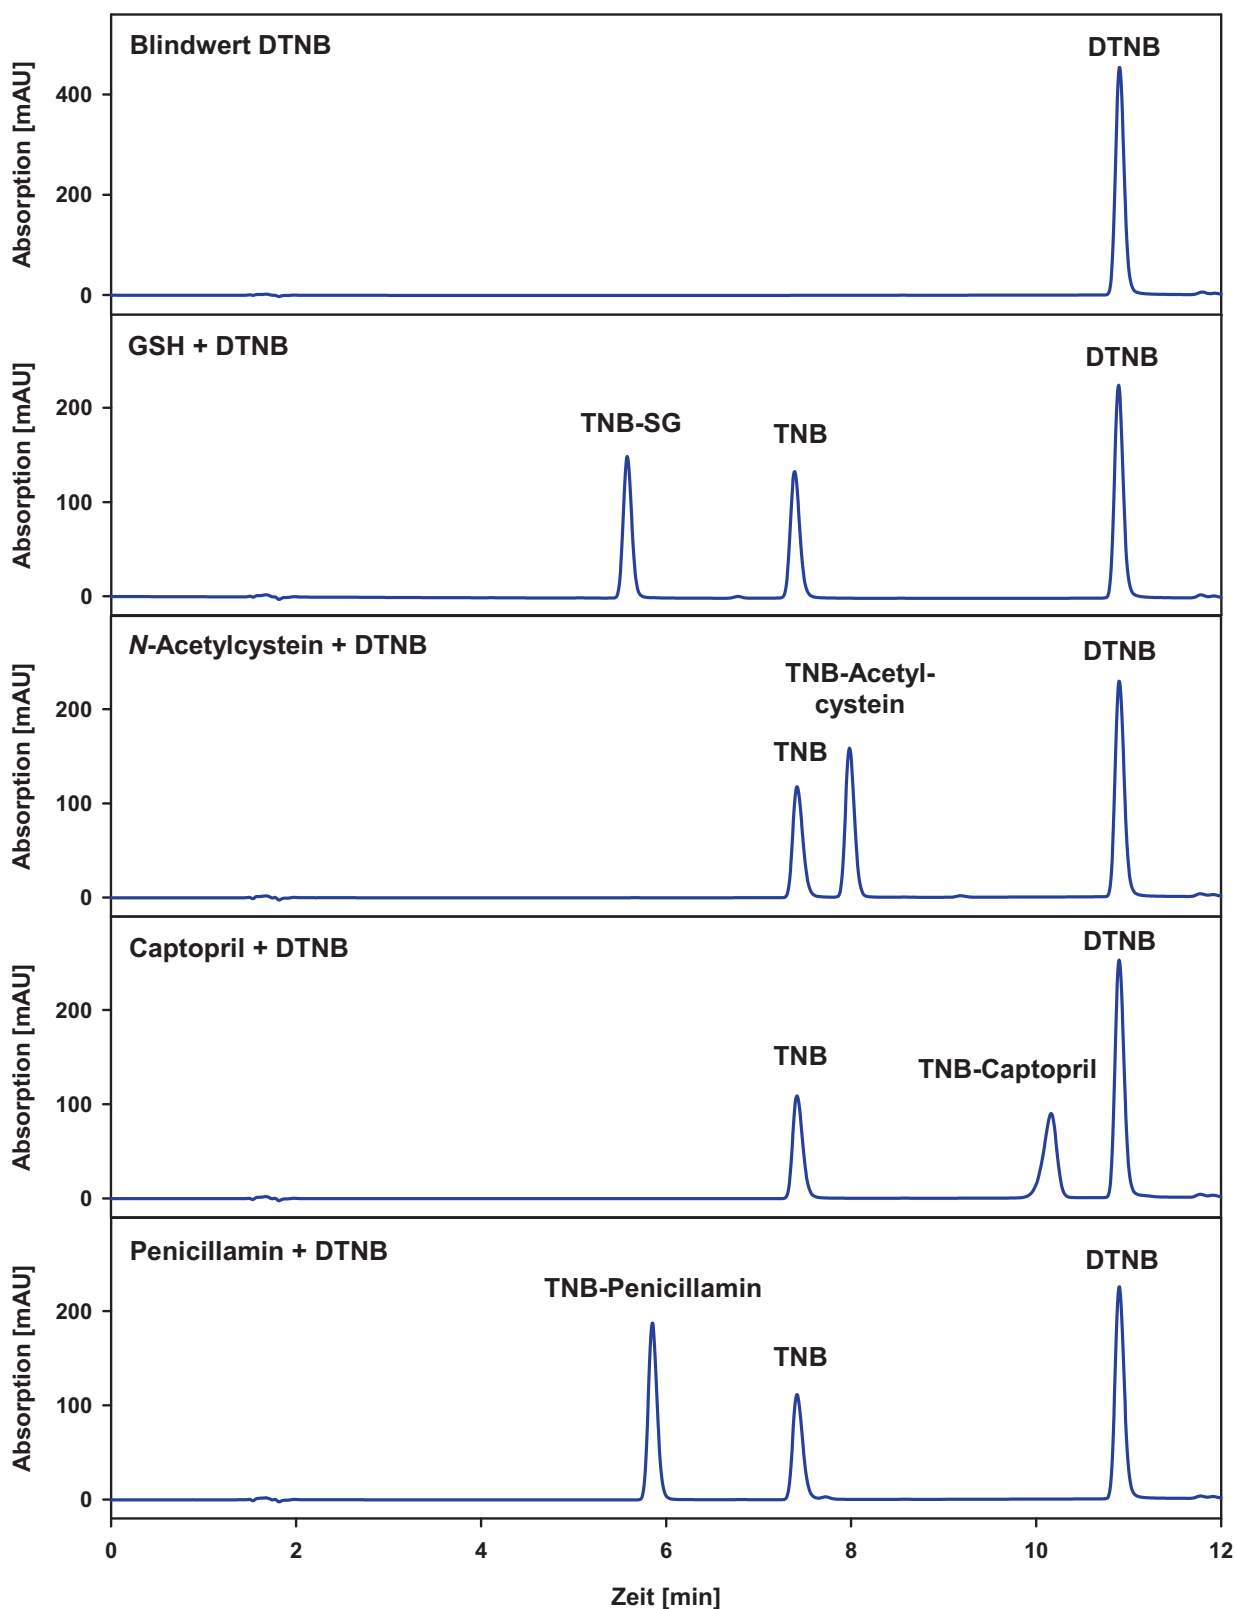 Blindwert DTNB
DTNB
Absorption [mAU]
400
200
0
GSH + DTNB
DTNB
TNB-SG
TNB
Absorption [mAU]
200
100
0
N-Acetylcystein + DTNB
DTNB
TNB-Acetyl-
cystein
TNB
Absorption [mAU]
200
100
0
Captopril + DTNB
DTNB
TNB
TNB-Captopril
Absorption [mAU]
200
100
0
Penicillamin + DTNB
DTNB
TNB-Penicillamin
TNB
Absorption [mAU]
200
100
0
0 2 4 6 8 10 12
Zeit [min]